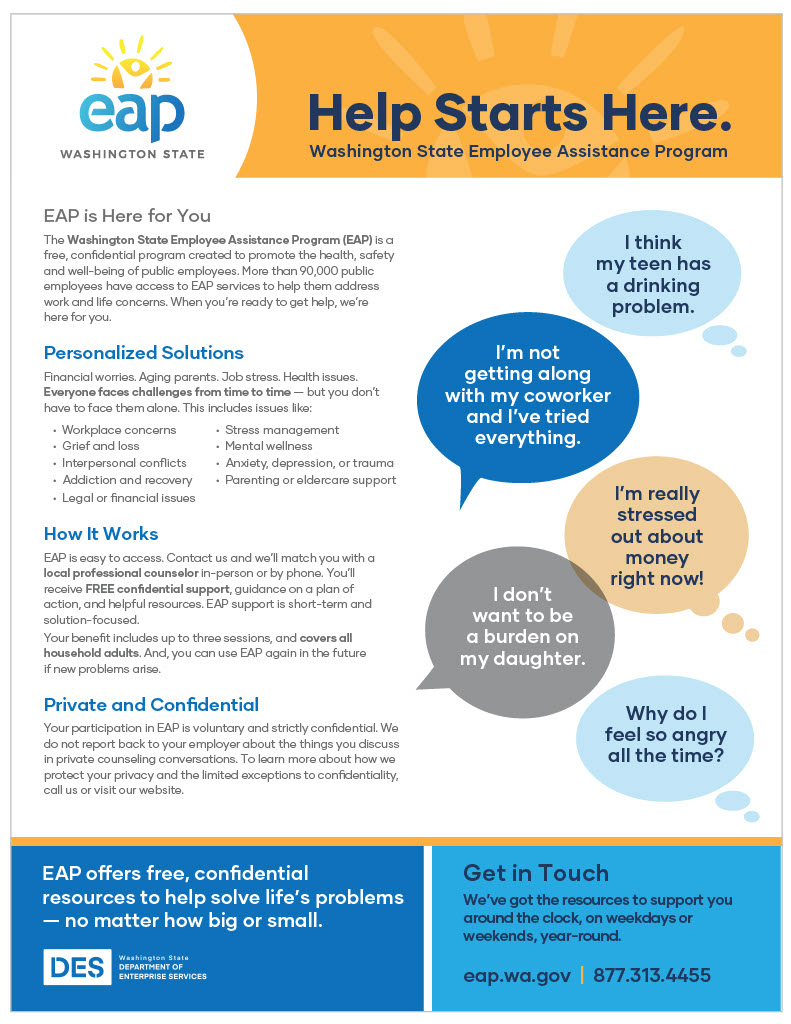 eap
WASHINGTON STATE
Help Starts Here.
Washington State Employee Assistance Program
EAP is Here for You
The Washington State Employee Assistance Program (EAP) is a
free, confidential program created to promote the health, safety
and well-being of public employees. More than 90,000 public
employees have access to EAP services to help them address
work and life concerns. When you're ready to get help, we're
here for you.
Personalized Solutions
Financial worries. Aging parents. Job stress. Health issues.
Everyone faces challenges from time to time — but you don't
have to face them alone. This includes issues like:
• Workplace concerns
• Grief and loss
• Interpersonal conflicts
• Addiction and recovery
• Legal or financial issues
• Stress management
• Mental wellness
• Anxiety, depression, or trauma
• Parenting or eldercare support
How It Works
EAP is easy to access. Contact us and we'll match you with a
local professional counselor in-person or by phone. You'll
receive FREE confidential support, guidance on a plan of
action, and helpful resources. EAP support is short-term and
solution-focused.
Your benefit includes up to three sessions, and covers all
household adults. And, you can use EAP again in the future
if new problems arise.
Private and Confidential
Your participation in EAP is voluntary and strictly confidential. We
do not report back to your employer about the things you discuss
in private counseling conversations. To learn more about how we
protect your privacy and the limited exceptions to confidentiality,
call us or visit our website.
I think
my teen has
a drinking
problem.
I'm not
getting along
with my coworker
and I've tried
everything.
I'm really
stressed
out about
money
right now!
I don't
want to be
a burden on
my daughter.
Why do I
feel so angry
all the time?
EAP offers free, confidential
resources to help solve life's problems
— no matter how big or small.
DES
Washington State
DEPARTMENT OF
ENTERPRISE SERVICES
Get in Touch
We've got the resources to support you
around the clock, on weekdays or
weekends, year-round.
eap.wa.gov | 877.313.4455